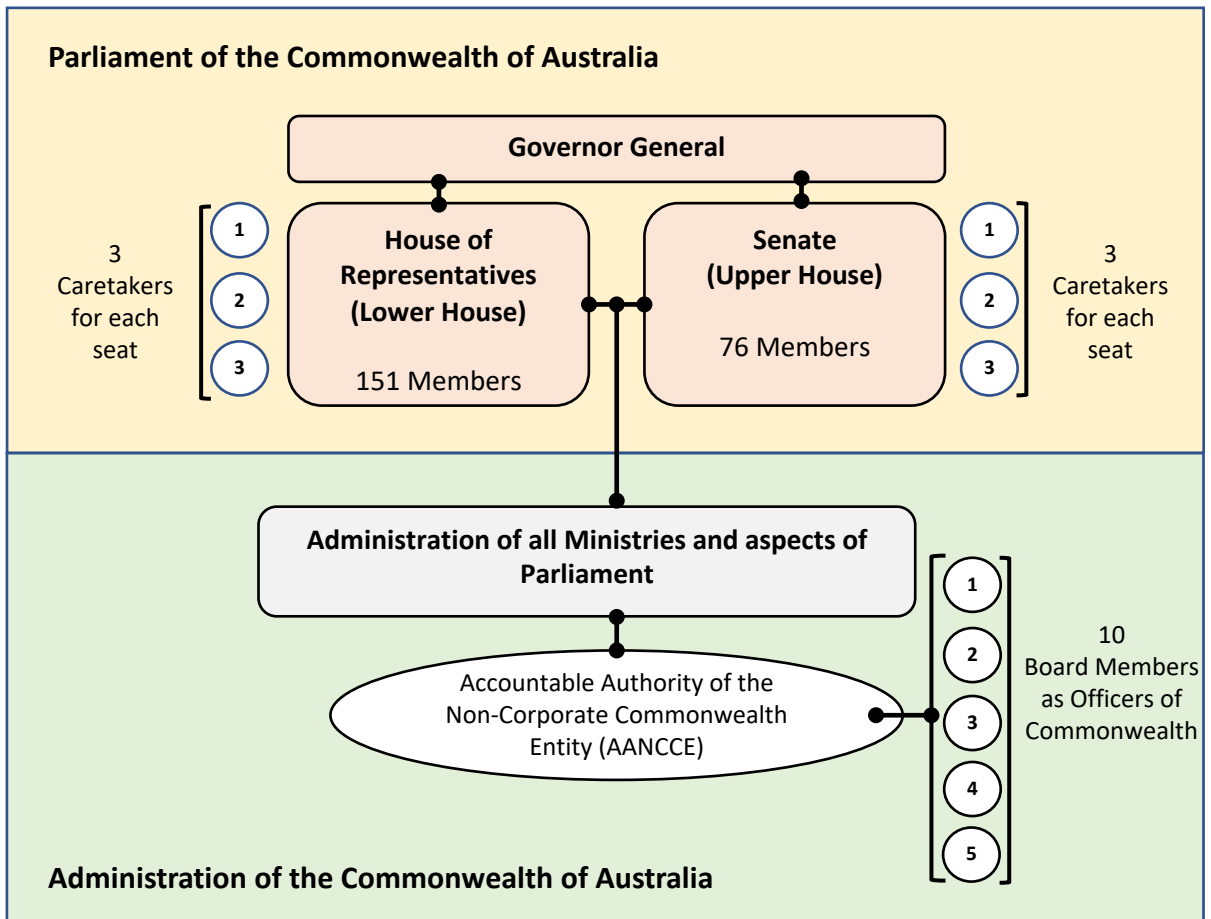 Parliament of the Commonwealth of Australia
Governor General
3
Caretakers
for each
seat
1
2
3
House of
Representatives
(Lower House)
151 Members
Senate
(Upper House)
76 Members
1
2
3
3
Caretakers
for each
seat
Administration of all Ministries and aspects of
Parliament
Accountable Authority of the
Non-Corporate Commonwealth
Entity (AANCCE)
1
2
3
4
5
10
Board Members
as Officers of
Commonwealth
Administration of the Commonwealth of Australia